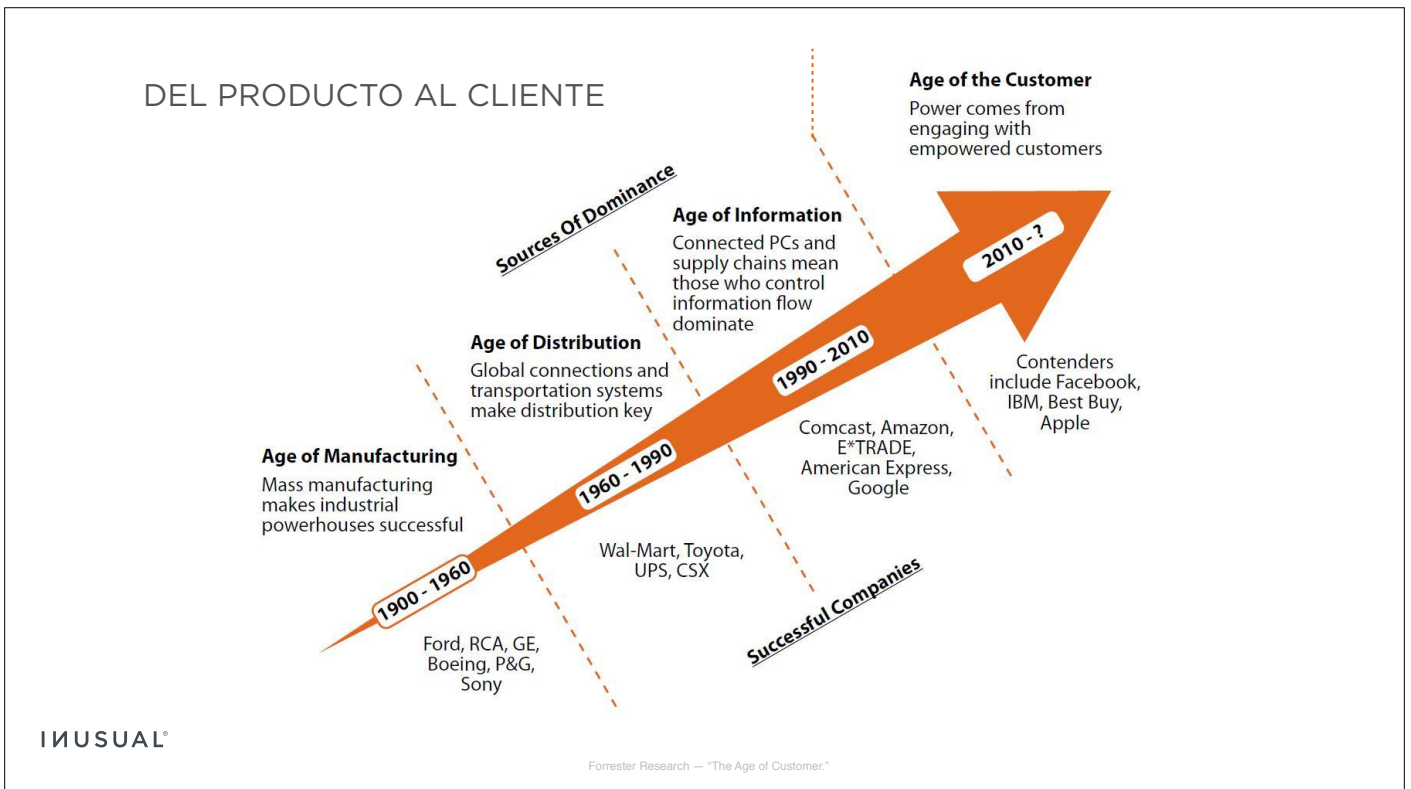 DEL PRODUCTO AL CLIENTE
Age of the Customer
Power comes from
engaging with
empowered customers
Sources Of Dominance
Age of Information
Connected PCs and
supply chains mean
those who control
information flow
dominate
2010 - ?
Age of Distribution
Global connections and
transportation systems
make distribution key
1990 - 2010
Contenders
include Facebook,
IBM, Best Buy,
Apple
Age of Manufacturing
Mass manufacturing
makes industrial
powerhouses successful
1960 - 1990
Comcast, Amazon,
E*TRADE,
American Express,
Google
1900 - 1960
Wal-Mart, Toyota,
UPS, CSX
Successful Companies
Ford, RCA, GE,
Boeing, P&G,
Sony
INUSUAL®
Forrester Research — “The Age of Customer.”